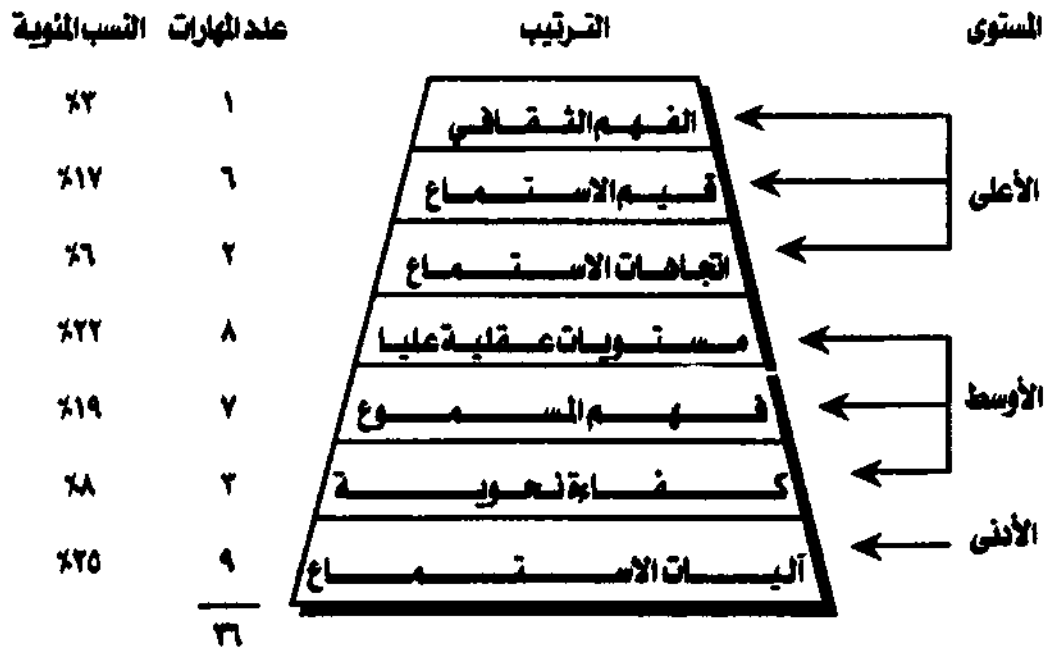 المستوى الترتيب عدد المهارات النسب المئوية
الفهم الثقافي ١ ٣%
الأعلى قيم الاستماع ٦ ١٧%
اتجاهات الاستماع ٢ ٦%
مستويات عقلية عليا ٨ ٢٢%
الأوسط فهم المسموع ٧ ١٩%
كفاءة نحوية ٣ ٨%
الأدنى آليات الاستماع ٩ ٢٥%
٣٦